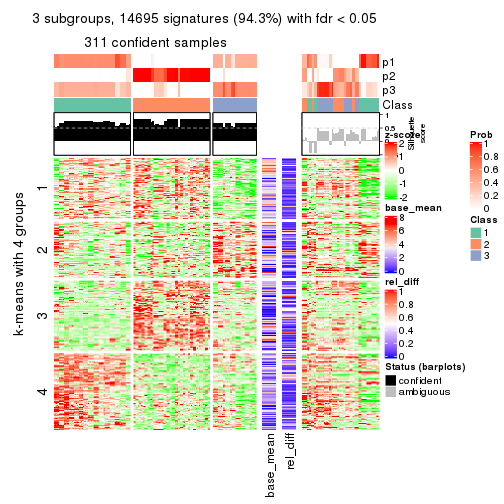 3 subgroups, 14695 signatures (94.3%) with fdr < 0.05
311 confident samples
p1
p2
p3
Class
1
0.5
0
Silhouette
score
k-means with 4 groups
1
2
3
4
base_mean
rel_diff
z-score
2
1
0
-1
-2
base_mean
8
6
4
2
0
rel_diff
1
0.8
0.6
0.4
0.2
0
Status (barplots)
confident
ambiguous
Prob
1
0.8
0.6
0.4
0.2
0
Class
1
2
3